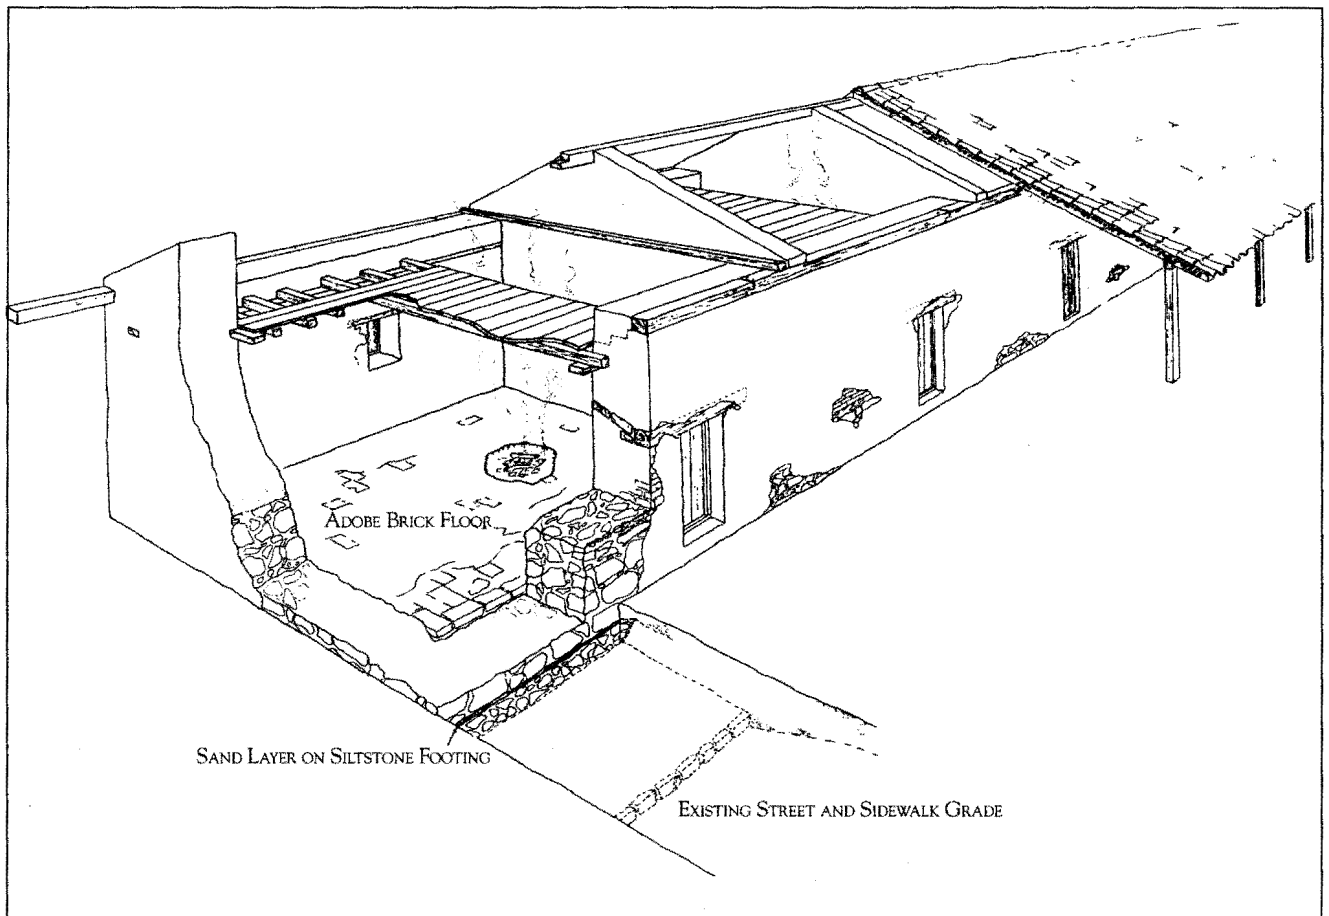 Adobe Brick Floor
Sand Layer on Siltstone Footing
Existing Street and Sidewalk Grade